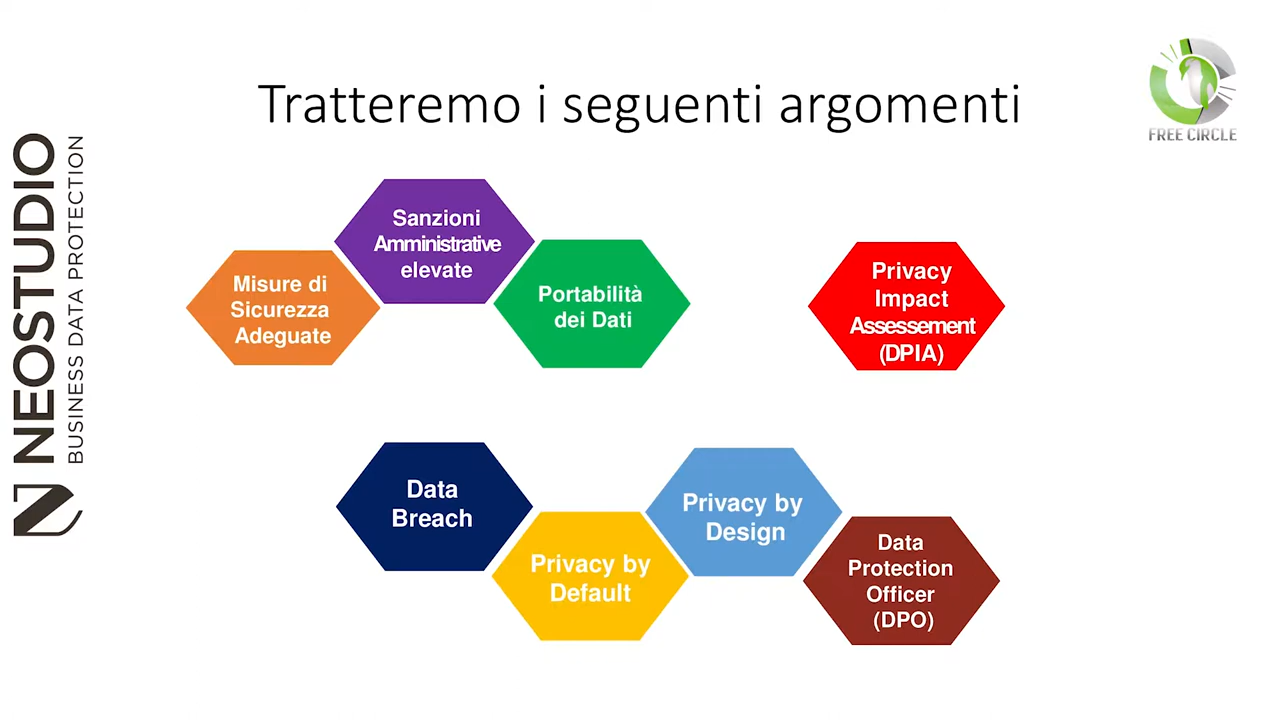 Tratteremo i seguenti argomenti
FREE CIRCLE
NEOSTUDIO
BUSINESS DATA PROTECTION
Misure di
Sicurezza
Adeguate
Sanzioni
Amministrative
elevate
Portabilità
dei Dati
Privacy
Impact
Assessement
(DPIA)
Data
Breach
Privacy by
Default
Privacy by
Design
Data
Protection
Officer
(DPO)